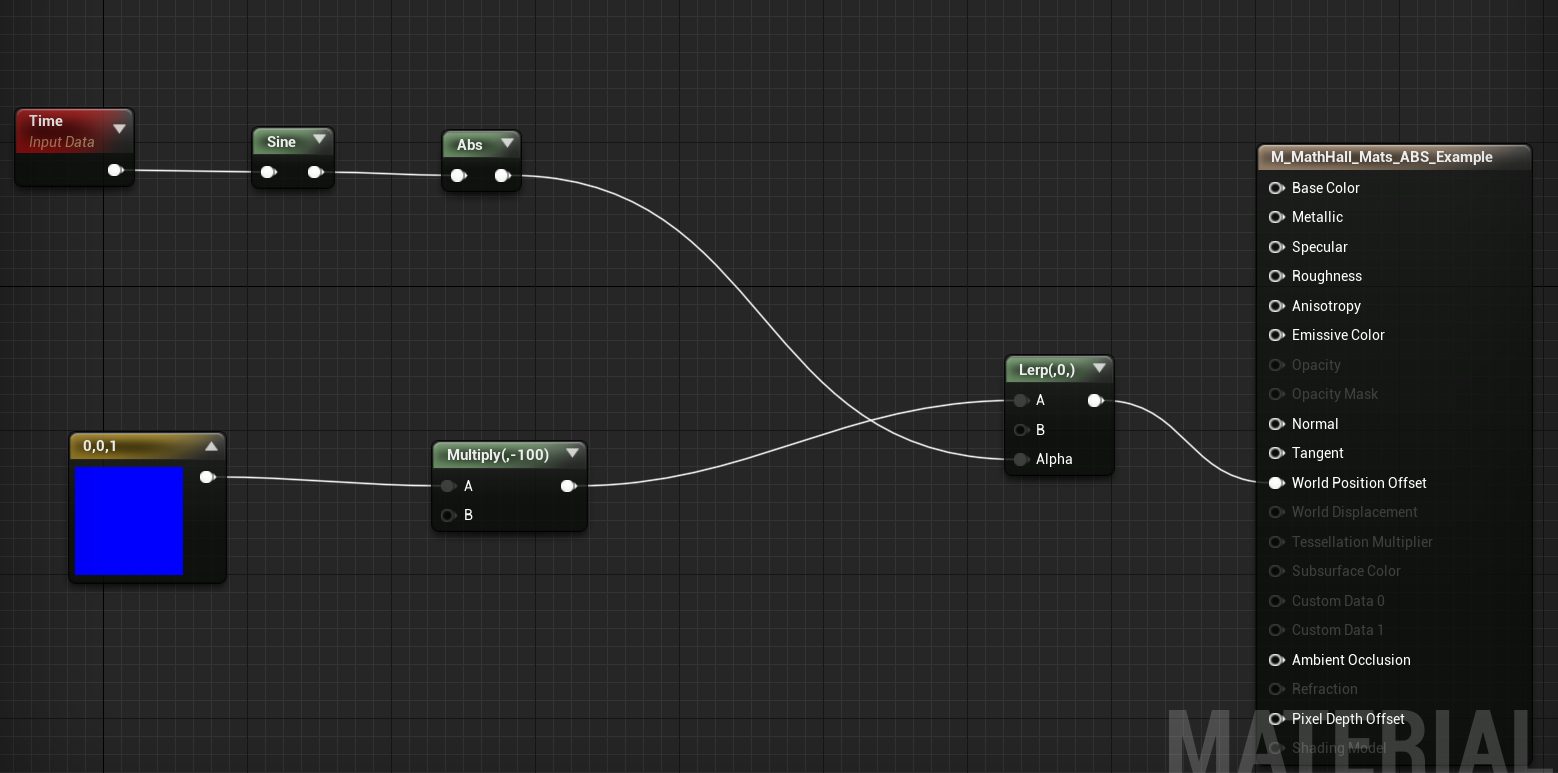 Time
Input Data
Sine
Abs
0,0,1
Multiply(,-100)
A
B
Lerp(,0,)
A
B
Alpha
M_MathHall_Mats_ABS_Example
Base Color
Metallic
Specular
Roughness
Anisotropy
Emissive Color
Opacity
Opacity Mask
Normal
Tangent
World Position Offset
World Displacement
Tessellation Multiplier
Subsurface Color
Custom Data 0
Custom Data 1
Ambient Occlusion
Refraction
Pixel Depth Offset
Shading Model
MATERIAL